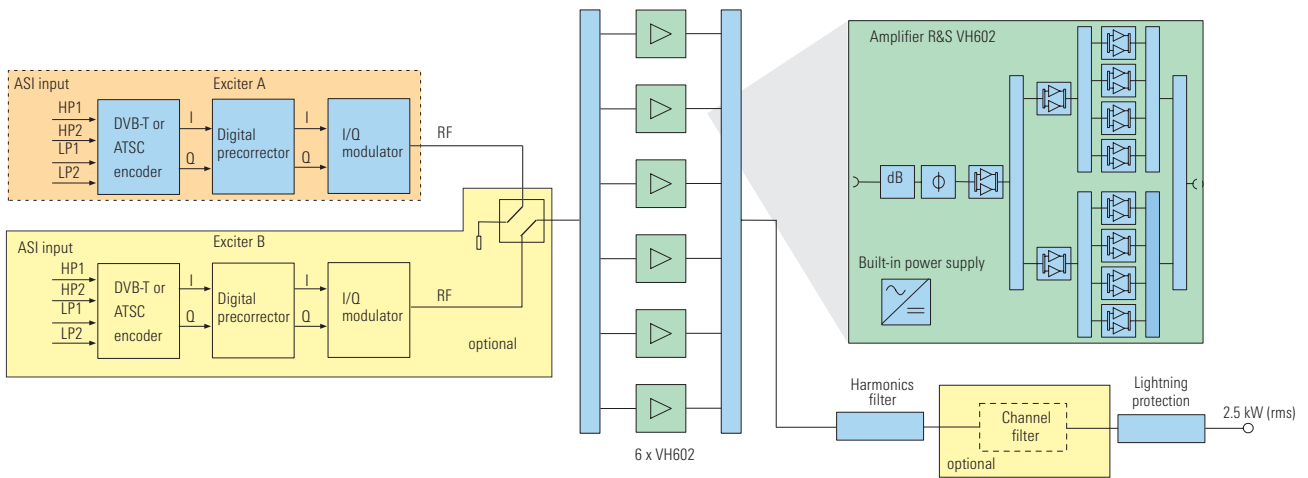 ASI input
Exciter A
HP1
HP2
LP1
LP2
DVB-T or
ATSC
encoder
I
Q
Digital
precorrector
I
Q
I/Q
modulator
RF
ASI input
Exciter B
HP1
HP2
LP1
LP2
DVB-T or
ATSC
encoder
I
Q
Digital
precorrector
I
Q
I/Q
modulator
RF
optional
6 x VH602
Amplifier R&S VH602
dB
ϕ
Built-in power supply
Harmonics
filter
Channel
filter
optional
Lightning
protection
2.5 kW (rms)